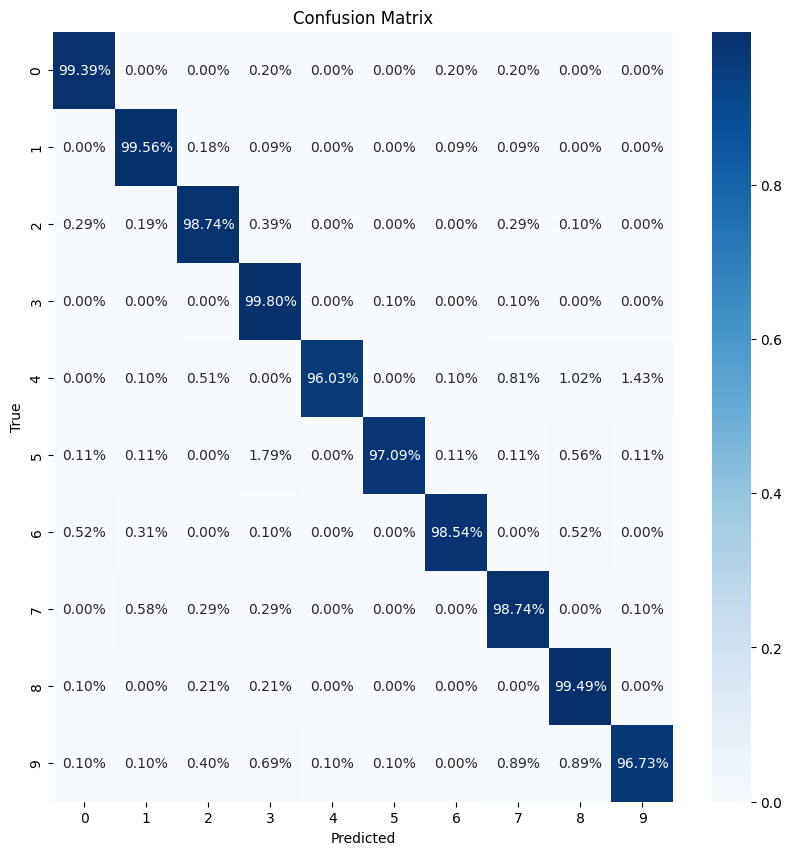 Confusion Matrix
0 99.39% 0.00% 0.00% 0.20% 0.00% 0.00% 0.20% 0.20% 0.00% 0.00%
1 0.00% 99.56% 0.18% 0.09% 0.00% 0.00% 0.09% 0.09% 0.00% 0.00%
2 0.29% 0.19% 98.74% 0.39% 0.00% 0.00% 0.00% 0.29% 0.10% 0.00%
3 0.00% 0.00% 0.00% 99.80% 0.00% 0.10% 0.00% 0.10% 0.00% 0.00%
4 0.00% 0.10% 0.51% 0.00% 96.03% 0.00% 0.10% 0.81% 1.02% 1.43%
5 0.11% 0.11% 0.00% 1.79% 0.00% 97.09% 0.11% 0.11% 0.56% 0.11%
6 0.52% 0.31% 0.00% 0.10% 0.00% 0.00% 98.54% 0.00% 0.52% 0.00%
7 0.00% 0.58% 0.29% 0.29% 0.00% 0.00% 0.00% 98.74% 0.00% 0.10%
8 0.10% 0.00% 0.21% 0.21% 0.00% 0.00% 0.00% 0.00% 99.49% 0.00%
9 0.10% 0.10% 0.40% 0.69% 0.10% 0.10% 0.00% 0.89% 0.89% 96.73%
0 1 2 3 4 5 6 7 8 9
Predicted
True
0.8
0.6
0.4
0.2
0.0